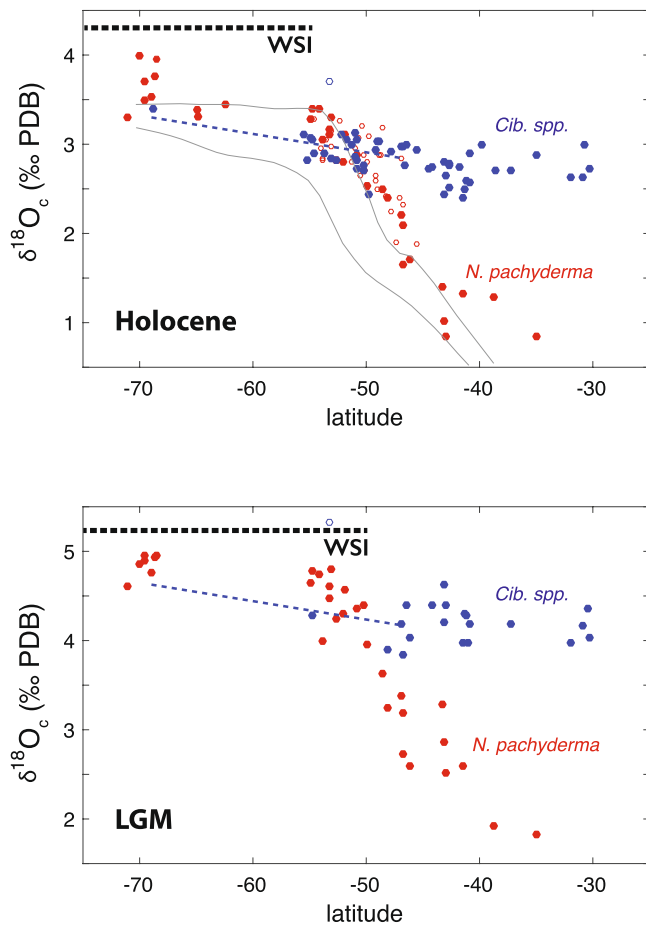 4
WSI
Cib. spp.
δ18Oc (‰ PDB)
3
2
N. pachyderma
1
Holocene
-70 -60 -50 -40 -30
latitude
5
WSI
Cib. spp.
δ18Oc (‰ PDB)
4
3
N. pachyderma
2
LGM
-70 -60 -50 -40 -30
latitude